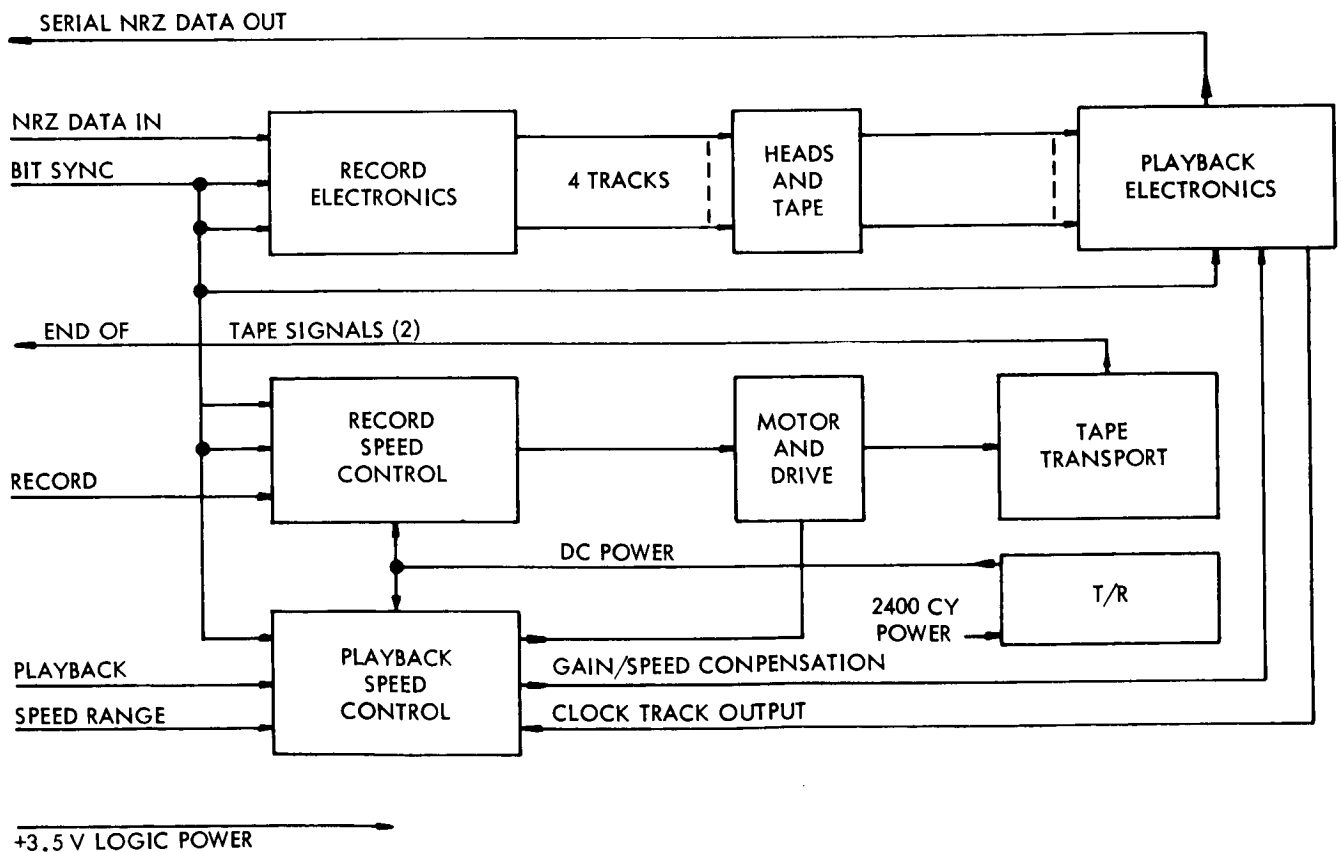 SERIAL NRZ DATA OUT
NRZ DATA IN
BIT SYNC
RECORD
ELECTRONICS
4 TRACKS
HEADS
AND
TAPE
PLAYBACK
ELECTRONICS
END OF TAPE SIGNALS (2)
RECORD
SPEED
CONTROL
MOTOR
AND
DRIVE
TAPE
TRANSPORT
RECORD
DC POWER
T/R
2400 CY
POWER
PLAYBACK
SPEED
CONTROL
PLAYBACK
SPEED RANGE
GAIN/SPEED CONPENSATION
CLOCK TRACK OUTPUT
+3.5 V LOGIC POWER